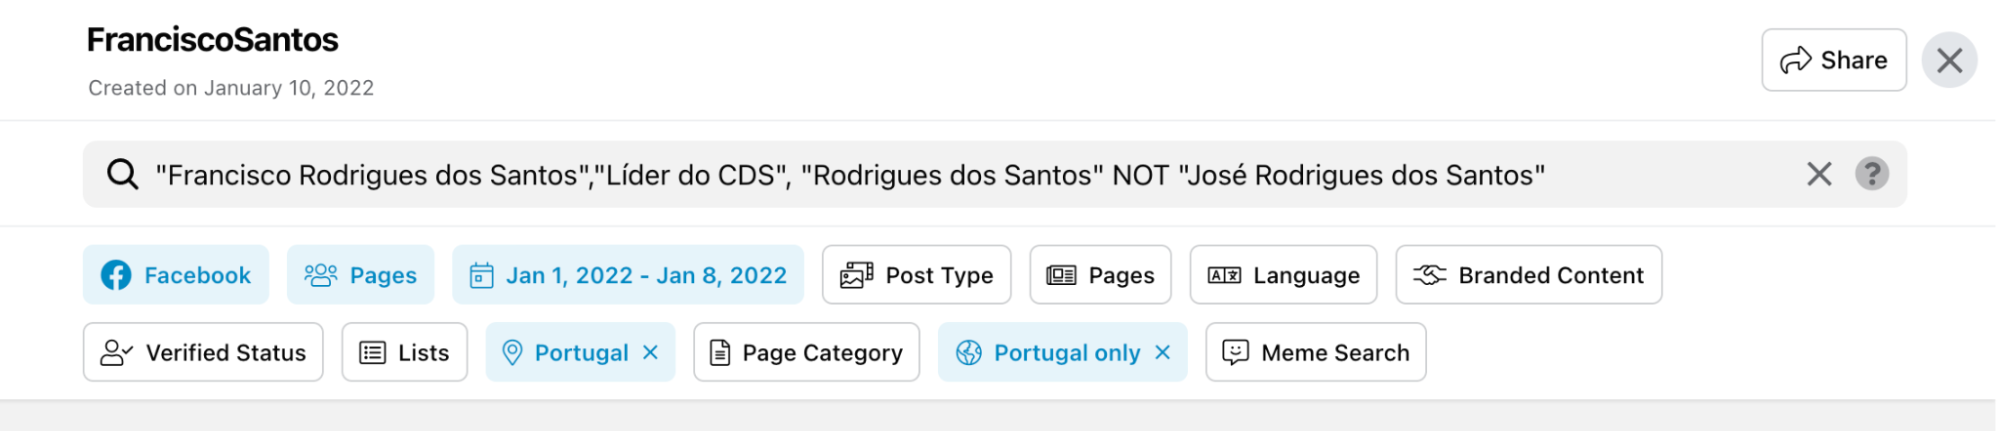 FranciscoSantos
Created on January 10, 2022
Share
"Francisco Rodrigues dos Santos","Líder do CDS", "Rodrigues dos Santos" NOT "José Rodrigues dos Santos"
Facebook Pages Jan 1, 2022 - Jan 8, 2022 Post Type Pages Language Branded Content
Verified Status Lists Portugal Page Category Portugal only Meme Search